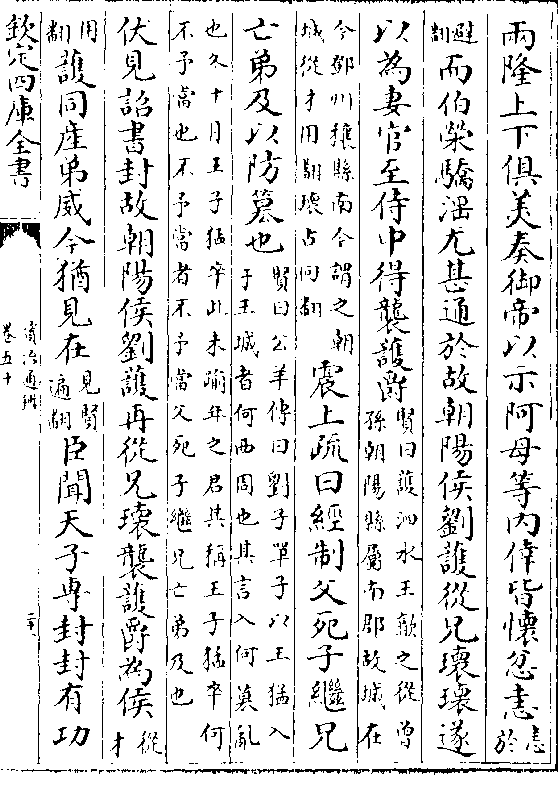 兩隆上下俱美奏御帝以示阿母等内倖皆懷忿恚恚於
避翻而伯榮驕淫尤甚通於故朝陽侯劉護從兄瓌瓌遂
以為妻官至侍中得襲護爵賢曰護泗水王歙之從曾孫朝陽縣屬南郡故城在
今鄧州穰縣南今謂之朝城從才用翻瓌古回翻震上疏曰經制父死子繼兄
亡弟及以防簒也賢曰公羊傳曰劉子單子以王猛入于王城者何西周也其言入何簒亂
也冬十月王子猛卒此未踰年之君其稱王子猛卒何不予當也不予當者不予當父死子繼兄亡弟及也
伏見詔書封故朝陽侯劉護再從兄瓌襲護爵為侯從才
用翻護同産弟威今猶見在見賢遍翻臣聞天子專封封有功
欽定四庫全書
資治通鑑
卷五十